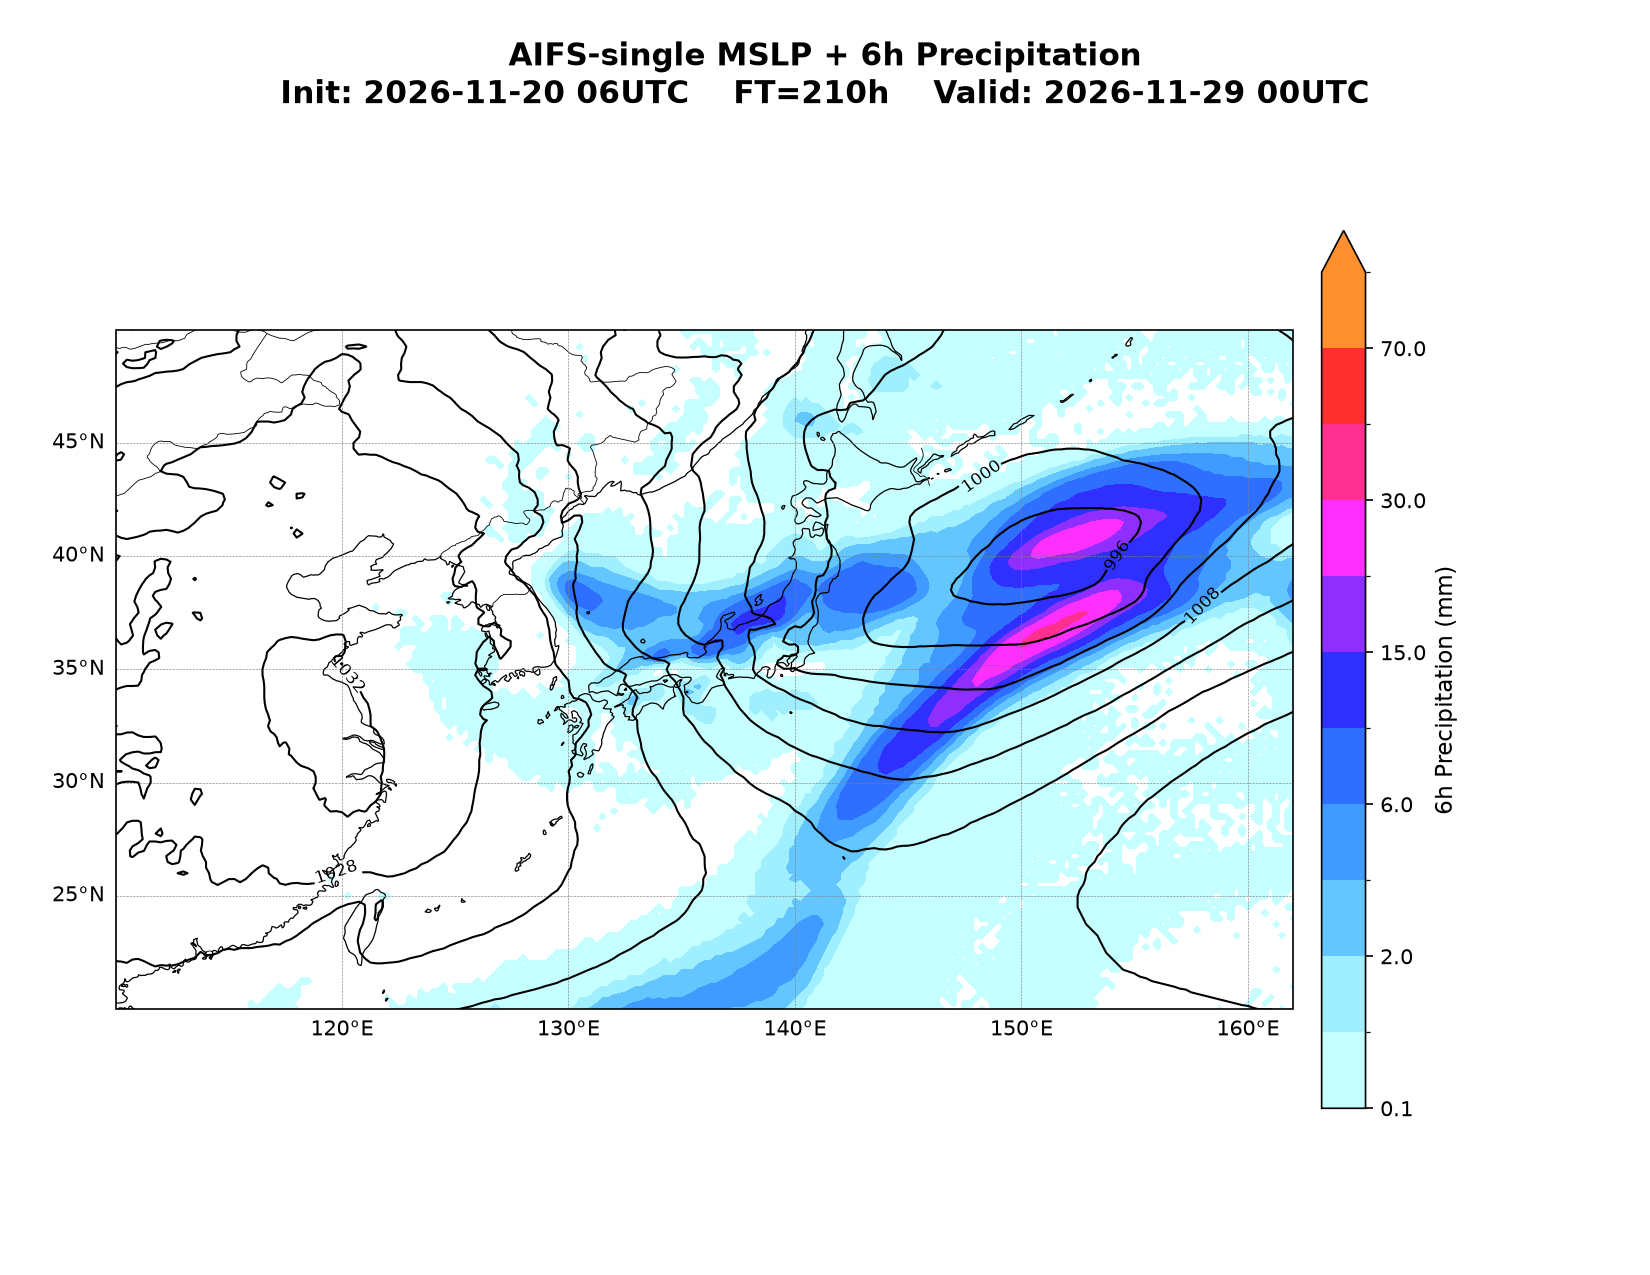 AIFS-single MSLP + 6h Precipitation
Init: 2026-11-20 06UTC    FT=210h    Valid: 2026-11-29 00UTC
70.0
30.0
15.0
6.0
2.0
0.1
6h Precipitation (mm)
45°N
40°N
35°N
30°N
25°N
1000
996
1008
1032
1028
120°E
130°E
140°E
150°E
160°E